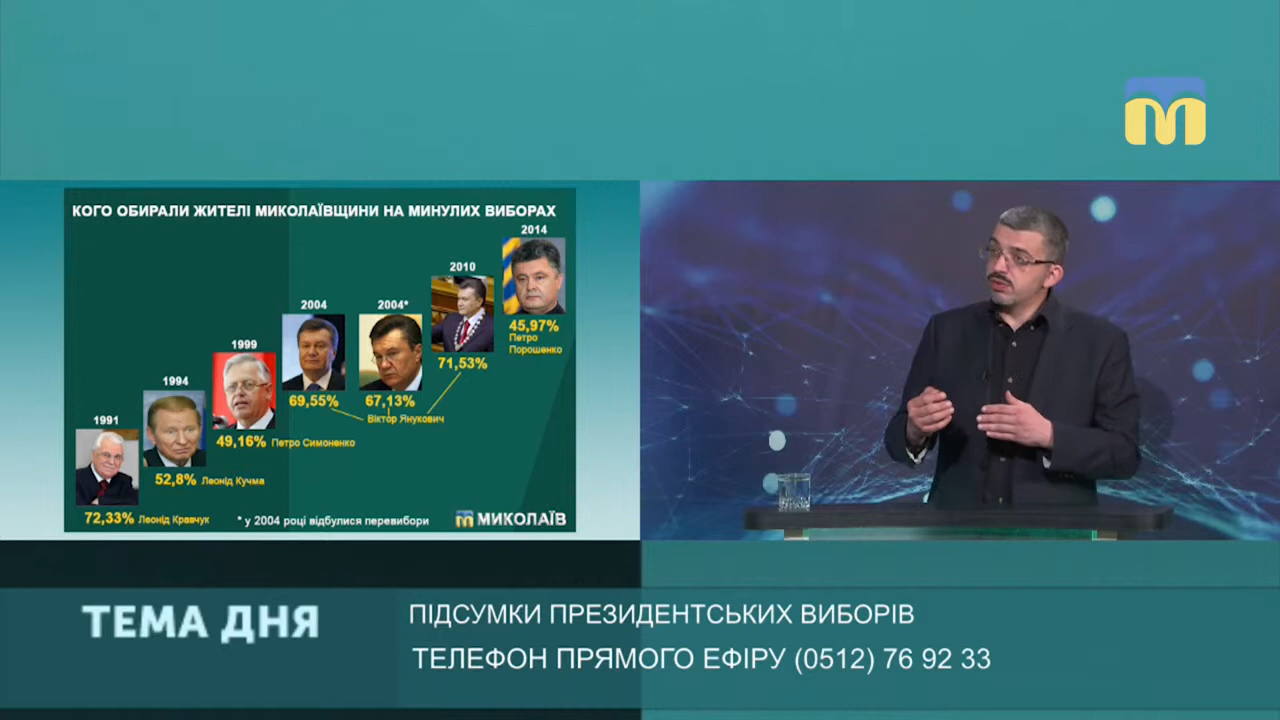 КОГО ОБИРАЛИ ЖИТЕЛІ МИКОЛАЇВЩИНИ НА МИНУЛИХ ВИБОРАХ
2014
45,97%
Петро
Порошенко
2010
71,53%
2004
2004*
69,55%
67,13%
Віктор Янукович
1999
49,16% Петро Симоненко
1994
52,8% Леонід Кучма
1991
72,33% Леонід Кравчук
* у 2004 році відбулися перевибори
МИКОЛАЇВ
ТЕМА ДНЯ
ПІДСУМКИ ПРЕЗИДЕНТСЬКИХ ВИБОРІВ
ТЕЛЕФОН ПРЯМОГО ЕФІРУ (0512) 76 92 33